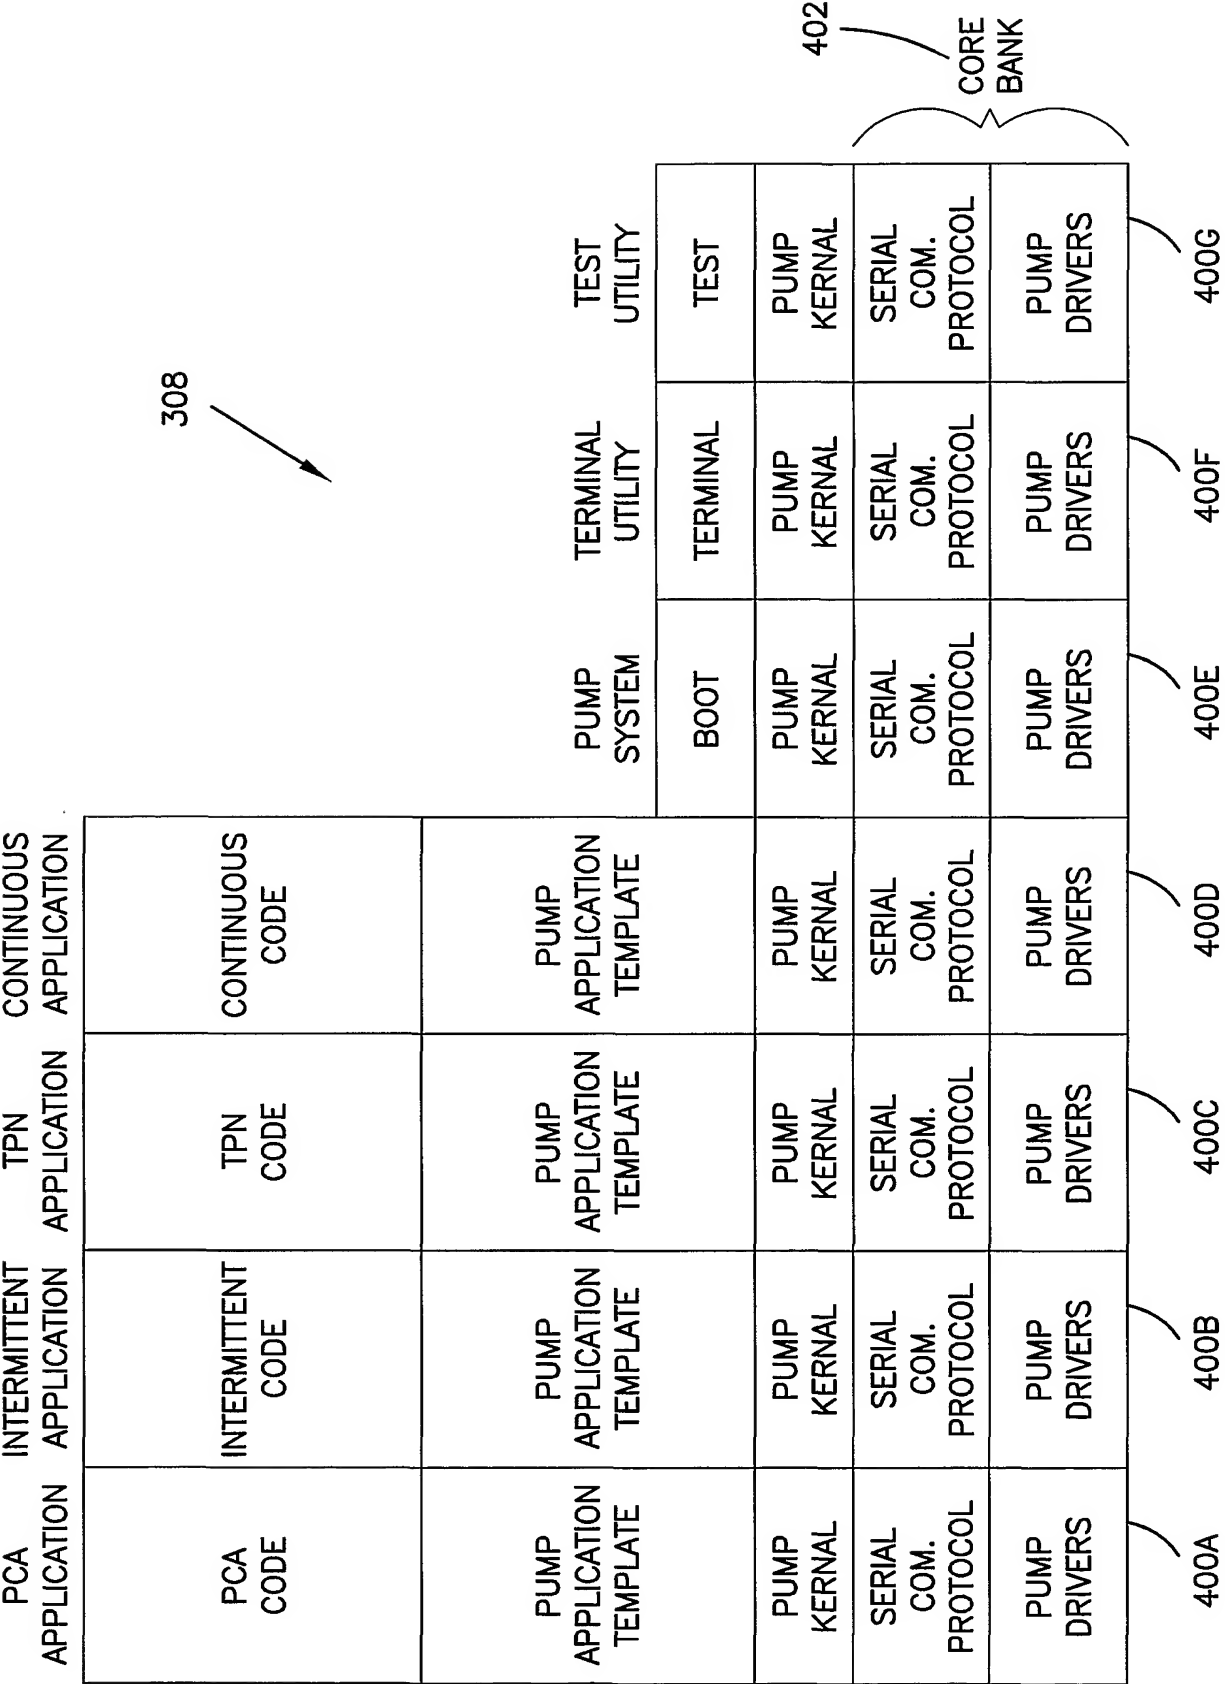 PCA
APPLICATION
INTERMITTENT
APPLICATION
TPN
APPLICATION
CONTINUOUS
APPLICATION
308
PCA
CODE
INTERMITTENT
CODE
TPN
CODE
CONTINUOUS
CODE
PUMP
SYSTEM
TERMINAL
UTILITY
TEST
UTILITY
PUMP
APPLICATION
TEMPLATE
PUMP
APPLICATION
TEMPLATE
PUMP
APPLICATION
TEMPLATE
PUMP
APPLICATION
TEMPLATE
BOOT
TERMINAL
TEST
PUMP
KERNAL
PUMP
KERNAL
PUMP
KERNAL
PUMP
KERNAL
PUMP
KERNAL
PUMP
KERNAL
PUMP
KERNAL
402
SERIAL
COM.
PROTOCOL
SERIAL
COM.
PROTOCOL
SERIAL
COM.
PROTOCOL
SERIAL
COM.
PROTOCOL
SERIAL
COM.
PROTOCOL
SERIAL
COM.
PROTOCOL
SERIAL
COM.
PROTOCOL
CORE
BANK
PUMP
DRIVERS
PUMP
DRIVERS
PUMP
DRIVERS
PUMP
DRIVERS
PUMP
DRIVERS
PUMP
DRIVERS
PUMP
DRIVERS
400A
400B
400C
400D
400E
400F
400G